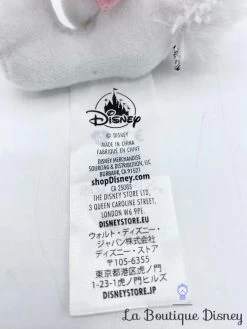 Disney
© DISNEY
MADE IN CHINA
FABRIQUÉ EN CHINE
DISNEY MERCHANDISE
SOURCING & DISTRIBUTION, LLC
BURBANK, CA 91521
shopDisney.com
CA 25083
THE DISNEY STORE LTD,
3 QUEEN CAROLINE STREET,
LONDON W6 9PE.
DISNEYSTORE.EU
ウォルト・ディズニー・
ジャパン株式会社
ディズニー・ストア
〒105-6355
東京都港区虎ノ門
1-23-1虎ノ門ヒルズ
DISNEYSTORE.JP
La Boutique Disney